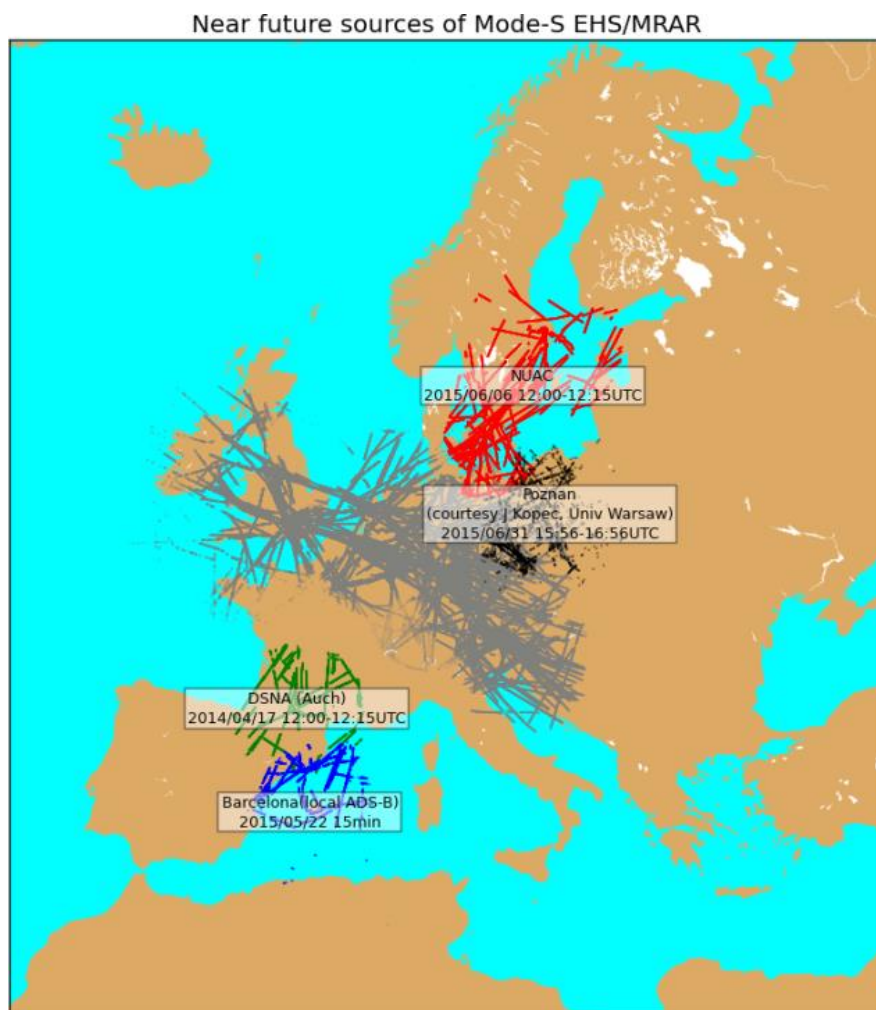 Near future sources of Mode-S EHS/MRAR
NUAC
2015/06/06 12:00-12:15UTC
Poznan
(courtesy J Kopec, Univ Warsaw)
2015/06/31 15:56-16:56UTC
DSNA (Auch)
2014/04/17 12:00-12:15UTC
Barcelona(local ADS-B)
2015/05/22 15min